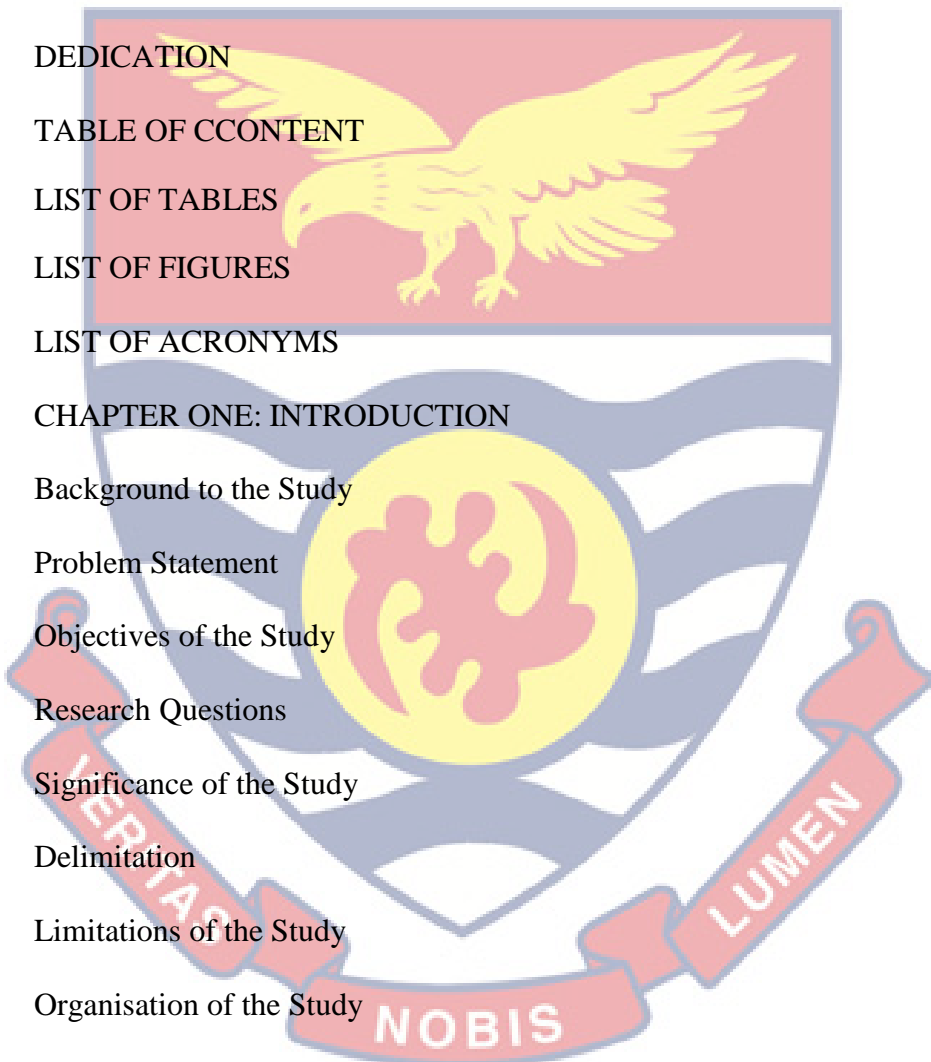 DEDICATION
TABLE OF CCONTENT
LIST OF TABLES
LIST OF FIGURES
LIST OF ACRONYMS
CHAPTER ONE: INTRODUCTION
Background to the Study
Problem Statement
Objectives of the Study
Research Questions
Significance of the Study
Delimitation
Limitations of the Study
Organisation of the Study
VERITAS
NOBIS
LUMEN